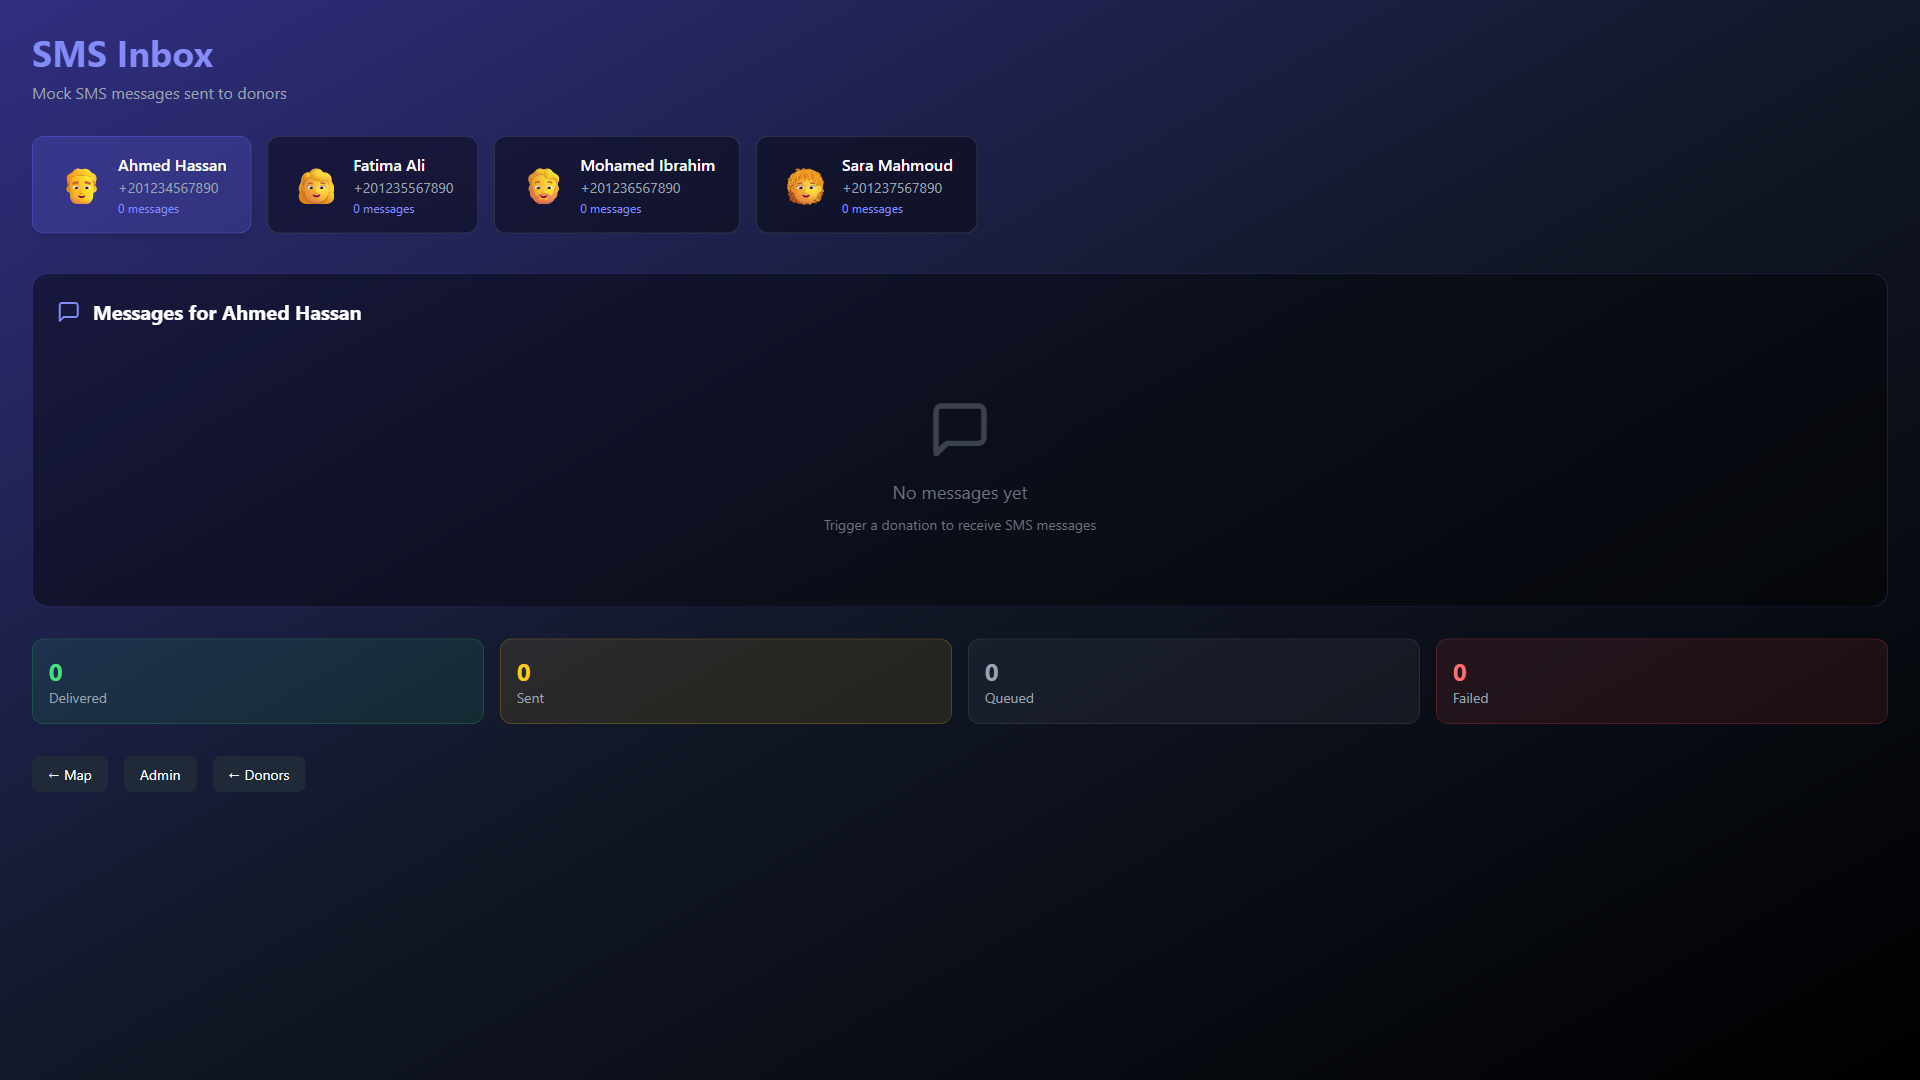 SMS Inbox
Mock SMS messages sent to donors
Ahmed Hassan
+201234567890
0 messages
Fatima Ali
+201235567890
0 messages
Mohamed Ibrahim
+201236567890
0 messages
Sara Mahmoud
+201237567890
0 messages
Messages for Ahmed Hassan
No messages yet
Trigger a donation to receive SMS messages
0
Delivered
0
Sent
0
Queued
0
Failed
← Map
Admin
← Donors